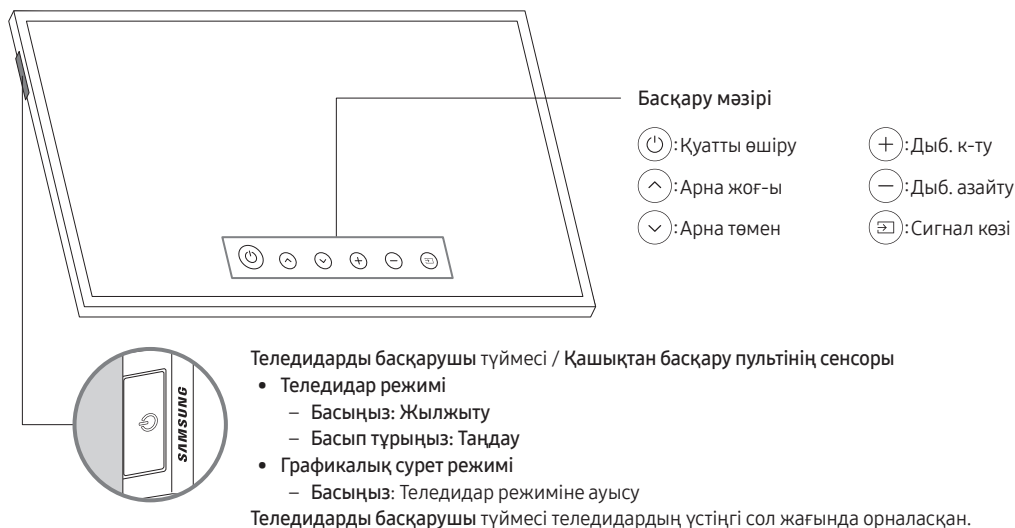 Басқару мәзірі
:Қуатты өшіру
:Дыб. к-ту
:Арна жоғ-ы
:Дыб. азайту
:Арна төмен
:Сигнал көзі
SAMSUNG
Теледидарды басқарушы түймесі / Қашықтан басқару пультінің сенсоры
• Теледидар режимі
– Басыңыз: Жылжыту
– Басып тұрыңыз: Таңдау
• Графикалық сурет режимі
– Басыңыз: Теледидар режиміне ауысу
Теледидарды басқарушы түймесі теледидардың үстіңгі сол жағында орналасқан.